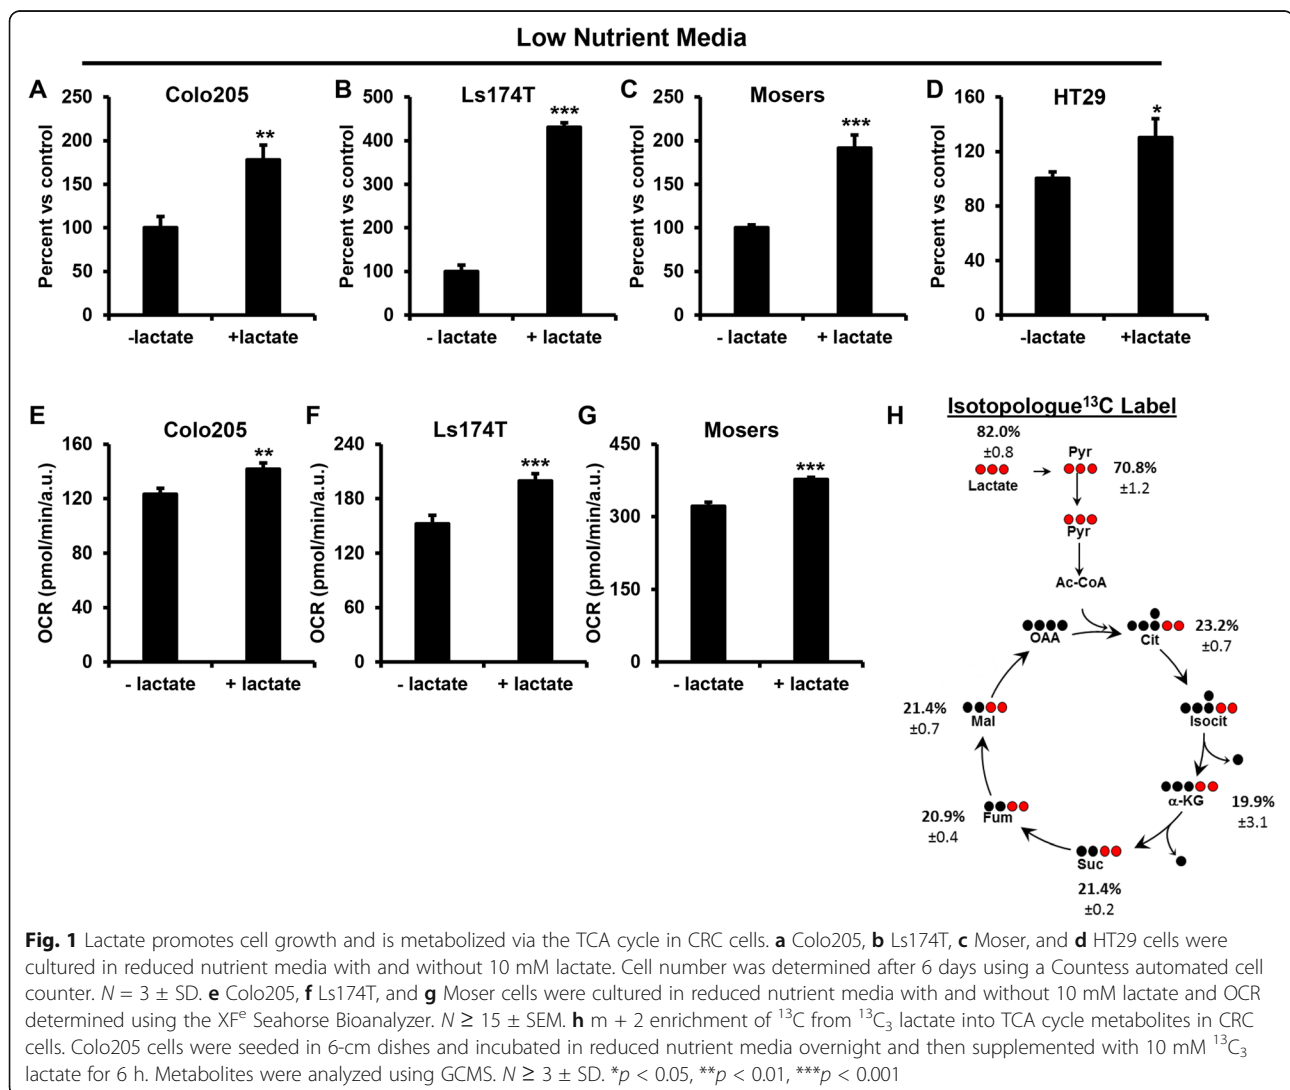 Low Nutrient Media
A
Colo205
Percent vs control
250
200
150
100
50
0
**
-lactate +lactate
B
Ls174T
Percent vs control
500
400
300
200
100
0
***
- lactate + lactate
C
Mosers
Percent vs control
250
200
150
100
50
0
***
- lactate + lactate
D
HT29
Percent vs control
160
120
80
40
0
*
-lactate +lactate
E
Colo205
OCR (pmol/min/a.u.)
160
120
80
40
0
**
- lactate + lactate
F
Ls174T
OCR (pmol/min/a.u.)
240
180
120
60
0
***
- lactate + lactate
G
Mosers
OCR (pmol/min/a.u.)
450
300
150
0
***
- lactate + lactate
H
Isotopologue¹³C Label
82.0%
±0.8
Lactate
Pyr
70.8%
±1.2
Pyr
Ac-CoA
OAA
Cit
23.2%
±0.7
Isocit
α-KG
19.9%
±3.1
Suc
21.4%
±0.2
Fum
20.9%
±0.4
Mal
21.4%
±0.7
Fig. 1 Lactate promotes cell growth and is metabolized via the TCA cycle in CRC cells. a Colo205, b Ls174T, c Moser, and d HT29 cells were
cultured in reduced nutrient media with and without 10 mM lactate. Cell number was determined after 6 days using a Countess automated cell
counter. N = 3 ± SD. e Colo205, f Ls174T, and g Moser cells were cultured in reduced nutrient media with and without 10 mM lactate and OCR
determined using the XFᵉ Seahorse Bioanalyzer. N ≥ 15 ± SEM. h m + 2 enrichment of ¹³C from ¹³C₃ lactate into TCA cycle metabolites in CRC
cells. Colo205 cells were seeded in 6-cm dishes and incubated in reduced nutrient media overnight and then supplemented with 10 mM ¹³C₃
lactate for 6 h. Metabolites were analyzed using GCMS. N ≥ 3 ± SD. *p < 0.05, **p < 0.01, ***p < 0.001